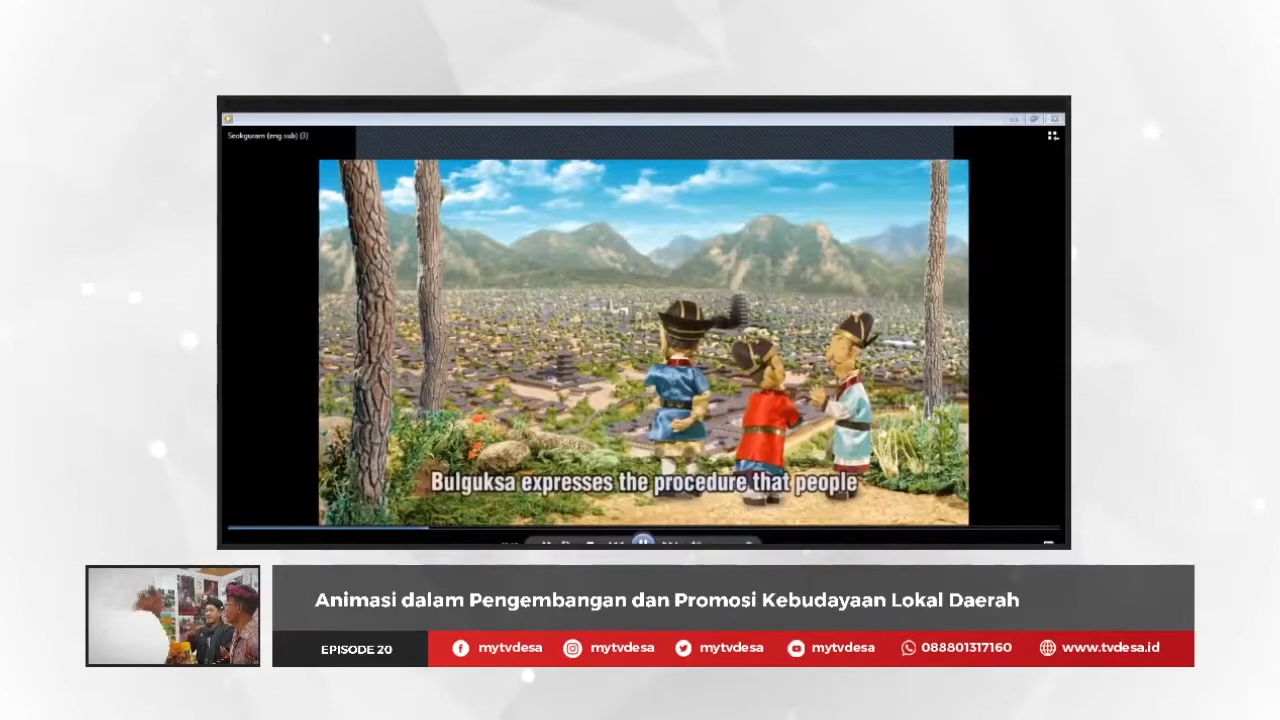 Seokguram (eng sub) (3)
Bulguksa expresses the procedure that people
Animasi dalam Pengembangan dan Promosi Kebudayaan Lokal Daerah
EPISODE 20
mytvdesa mytvdesa mytvdesa mytvdesa 088801317160 www.tvdesa.id